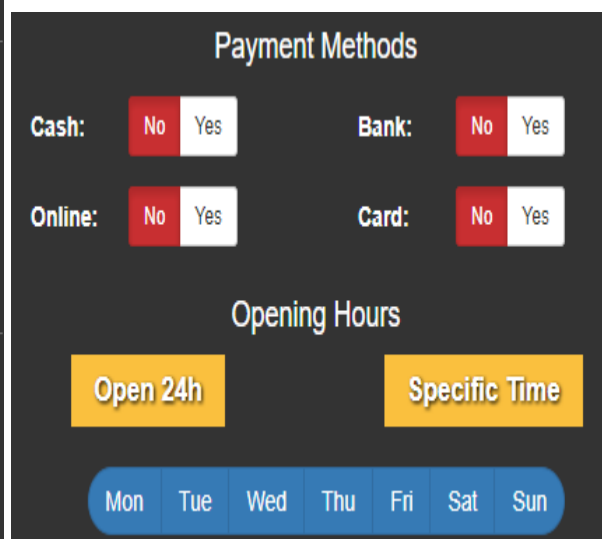 Payment Methods
Cash: No Yes Bank: No Yes
Online: No Yes Card: No Yes
Opening Hours
Open 24h Specific Time
Mon Tue Wed Thu Fri Sat Sun